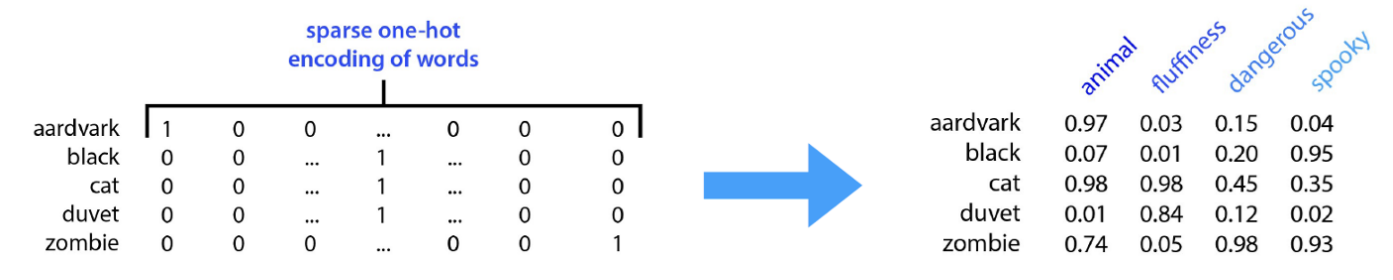 sparse one-hot
encoding of words
aardvark 1 0 0 ... 0 0 0
black 0 0 ... 1 ... 0 0
cat 0 0 ... 1 ... 0 0
duvet 0 0 ... 1 ... 0 0
zombie 0 0 0 ... 0 0 1
animal fluffiness dangerous spooky
aardvark 0.97 0.03 0.15 0.04
black 0.07 0.01 0.20 0.95
cat 0.98 0.98 0.45 0.35
duvet 0.01 0.84 0.12 0.02
zombie 0.74 0.05 0.98 0.93